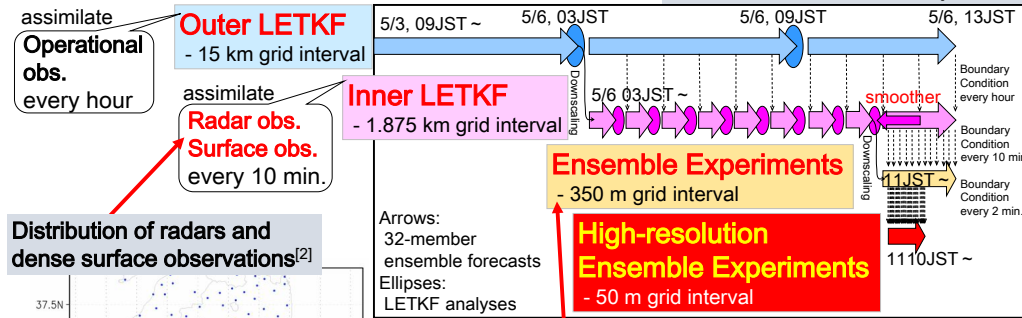 assimilate
Operational
obs.
every hour
Outer LETKF
- 15 km grid interval
5/3, 09JST ~
5/6, 03JST
5/6, 09JST
5/6, 13JST
Downscaling
Boundary
Condition
every hour
assimilate
Radar obs.
Surface obs.
every 10 min.
Inner LETKF
- 1.875 km grid interval
5/6 03JST ~
smoother
Boundary
Condition
every 10 min
Downscaling
Ensemble Experiments
- 350 m grid interval
11JST ~
Boundary
Condition
every 2 min.
Distribution of radars and
dense surface observations[2]
37.5N
Arrows:
32-member
ensemble forecasts
Ellipses:
LETKF analyses
High-resolution
Ensemble Experiments
- 50 m grid interval
1110JST ~